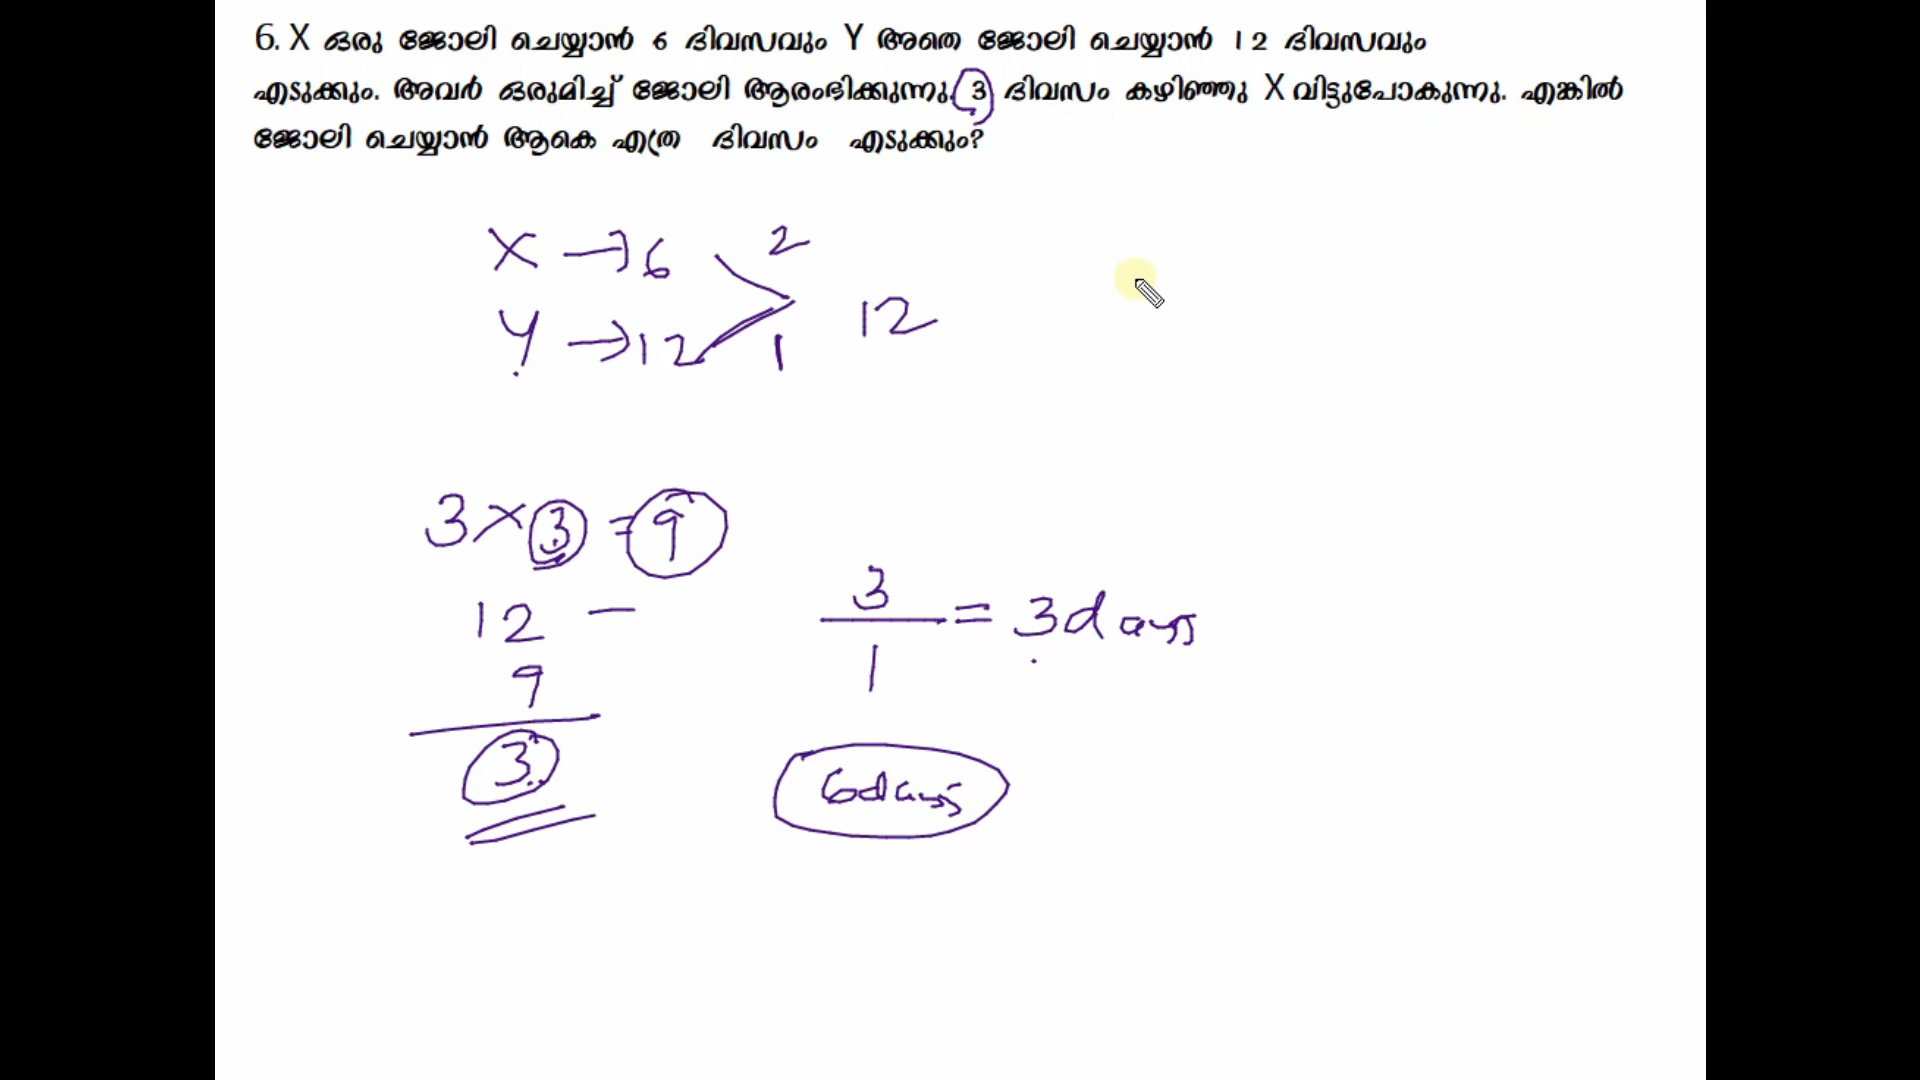 6. X ഒരു ജോലി ചെയ്യാൻ 6 ദിവസവും Y അതെ ജോലി ചെയ്യാൻ 12 ദിവസവും
എടുക്കും. അവർ ഒരുമിച്ച് ജോലി ആരംഭിക്കുന്നു. 3 ദിവസം കഴിഞ്ഞു X വിട്ടുപോകുന്നു. എങ്കിൽ
ജോലി ചെയ്യാൻ ആകെ എത്ര ദിവസം എടുക്കും?
X → 6 2
12
Y → 12 1
3 × 3 = 9
12 −
9
3
3
= 3 days
1
6 days